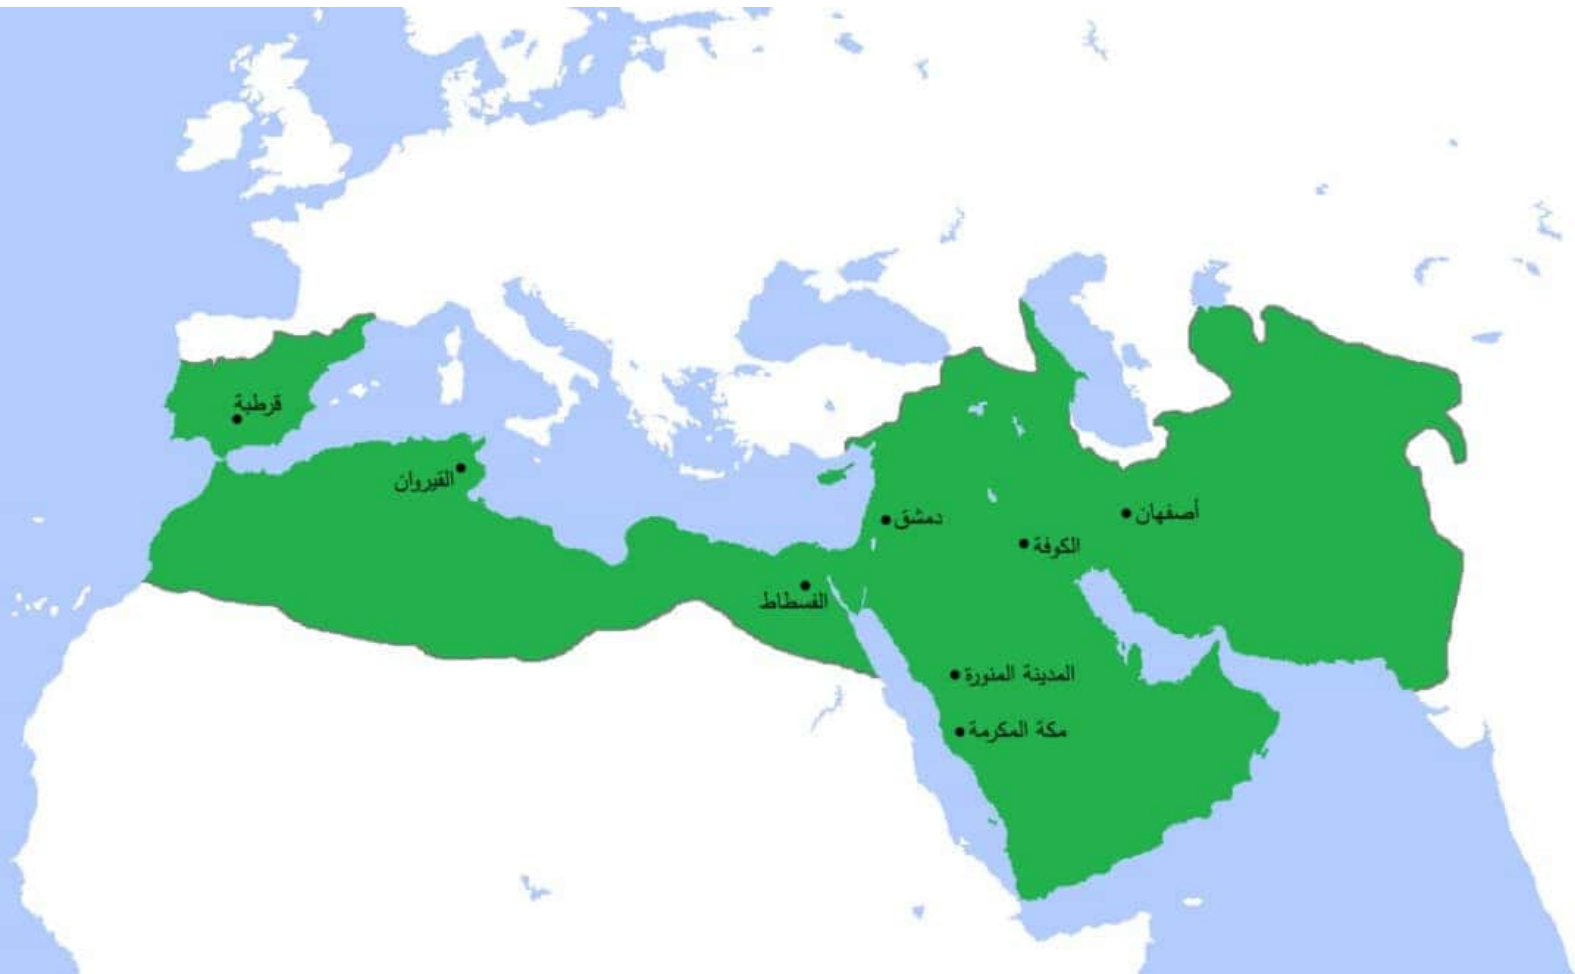 قرطبة
القيروان
دمشق
أصفهان
الكوفة
الفسطاط
المدينة المنورة
مكة المكرمة